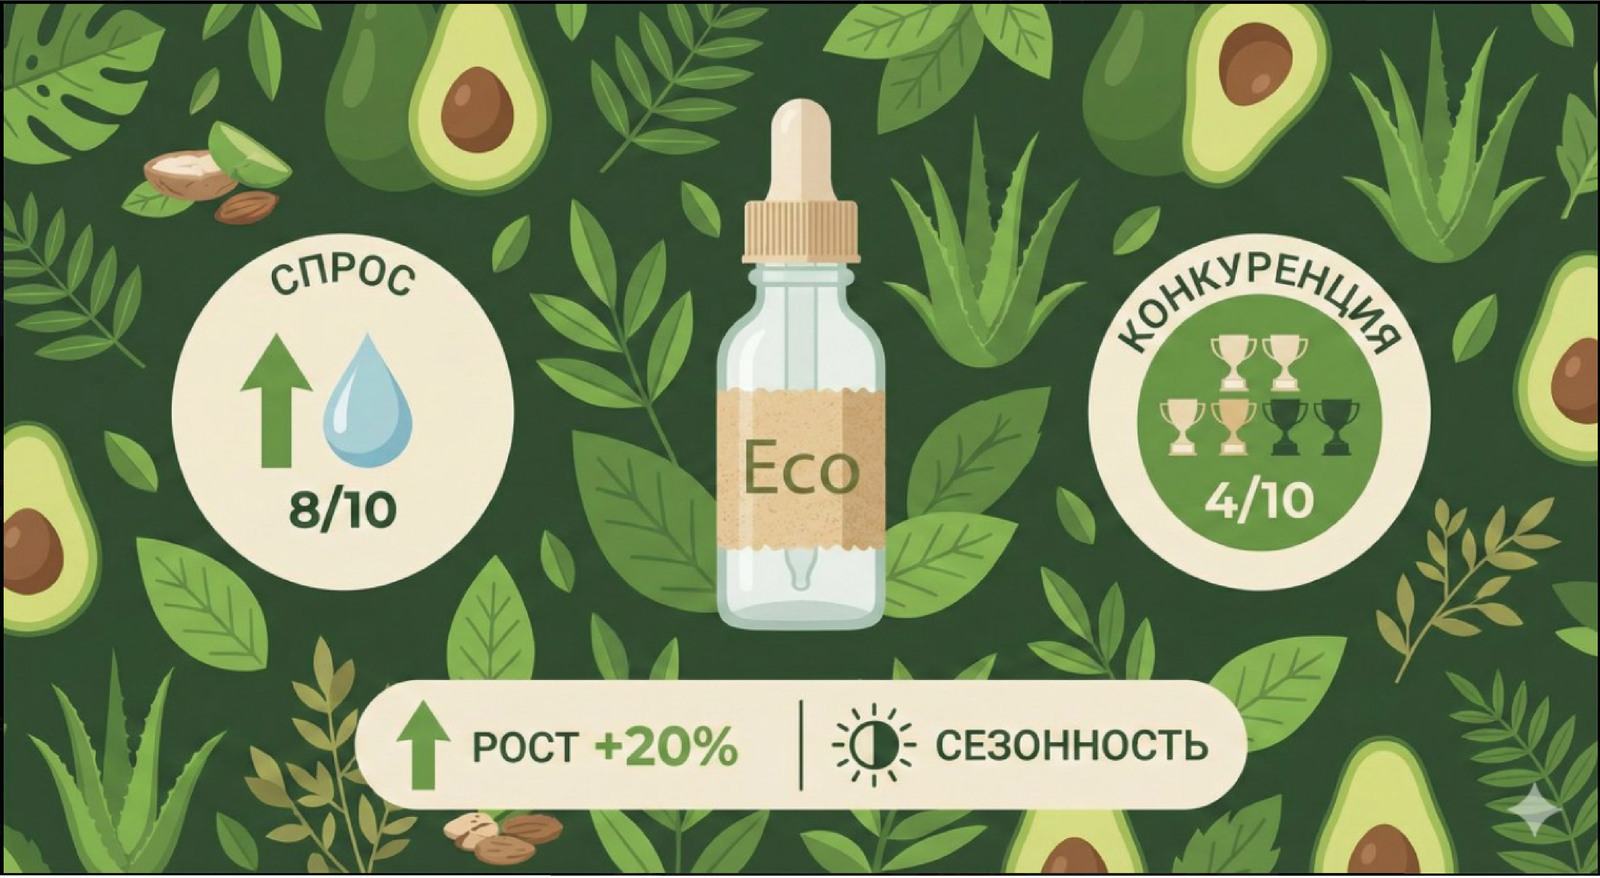 СПРОС
8/10
Eco
КОНКУРЕНЦИЯ
4/10
РОСТ +20%
СЕЗОННОСТЬ